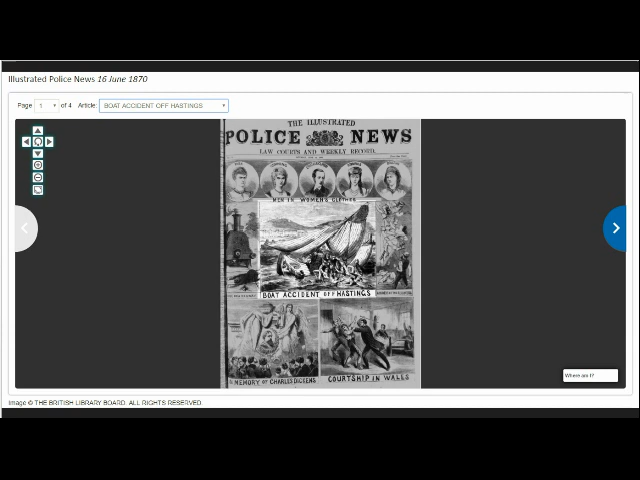 Illustrated Police News 16 June 1870
Page 1 of 4 Article: BOAT ACCIDENT OFF HASTINGS
THE ILLUSTRATED
POLICE NEWS
LAW COURTS AND WEEKLY RECORD.
MEN IN WOMEN'S CLOTHES
BOAT ACCIDENT OFF HASTINGS
MEMORY OF CHARLES DICKENS
COURTSHIP IN WALES
Where am I?
Image © THE BRITISH LIBRARY BOARD. ALL RIGHTS RESERVED.